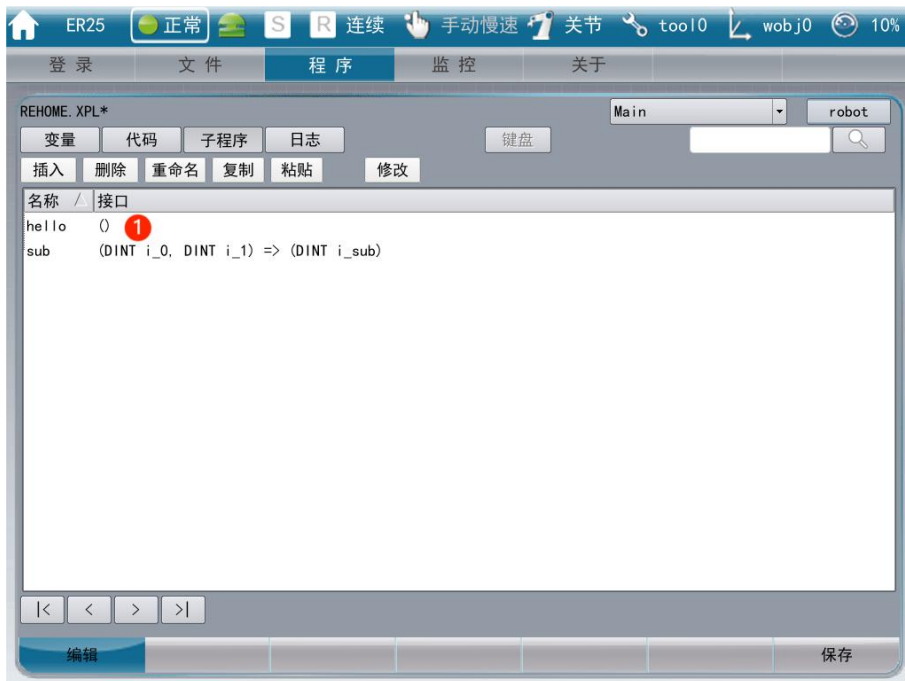 ER25 正常 S R 连续 手动慢速 关节 tool0 wobj0 10%
登录 文件 程序 监控 关于
REHOME.XPL* Main robot
变量 代码 子程序 日志 键盘
插入 删除 重命名 复制 粘贴 修改
名称 接口
hello () 1
sub (DINT i_0, DINT i_1) => (DINT i_sub)
|< < > >|
编辑 保存